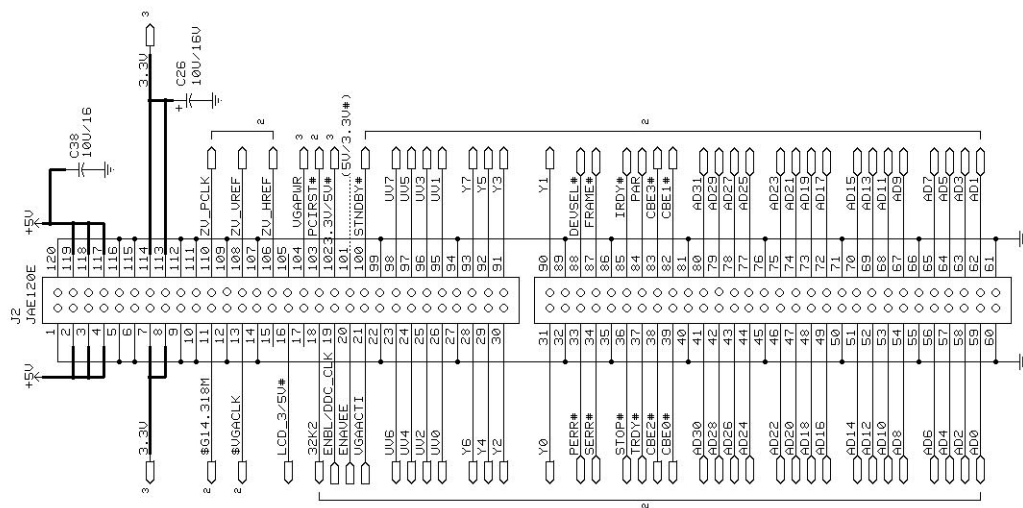 J2
JAE120E
+5V
+5V
C38
10U/16
C26
10U/16V
+
3
3.3V
3.3V
3
1 120
2 119
3 118
4 117
5 116
6 115
7 114
8 113
9 112
10 111
2 $G14.318M 11 110 ZV_PCLK
12 109
2 $VGACLK 13 108 ZV_VREF 2
14 107
15 106 ZV_HREF
LCD_3/5V# 16 105
17 104 VGAPWR 3
32K2 18 103 PCIRST# 2
ENBL/DDC_CLK 19 102 3.3V/5V# 3
ENAVEE 20 101 (5V/3.3V#)
VGAACTI 21 100 STNDBY#
22 99
UV6 23 98 UV7
UV4 24 97 UV5
UV2 25 96 UV3
UV0 26 95 UV1
27 94
Y6 28 93 Y7
Y4 29 92 Y5
Y2 30 91 Y3
Y0 31 90 Y1
32 89
PERR# 33 88 DEVSEL#
SERR# 34 87 FRAME#
35 86
STOP# 36 85 IRDY#
TRDY# 37 84 PAR
2 CBE2# 38 83 CBE3# 2
CBE0# 39 82 CBE1#
40 81
AD30 41 80 AD31
AD28 42 79 AD29
AD26 43 78 AD27
AD24 44 77 AD25
45 76
AD22 46 75 AD23
AD20 47 74 AD21
AD18 48 73 AD19
AD16 49 72 AD17
50 71
AD14 51 70 AD15
AD12 52 69 AD13
AD10 53 68 AD11
AD8 54 67 AD9
55 66
AD6 56 65 AD7
AD4 57 64 AD5
AD2 58 63 AD3
AD0 59 62 AD1
60 61